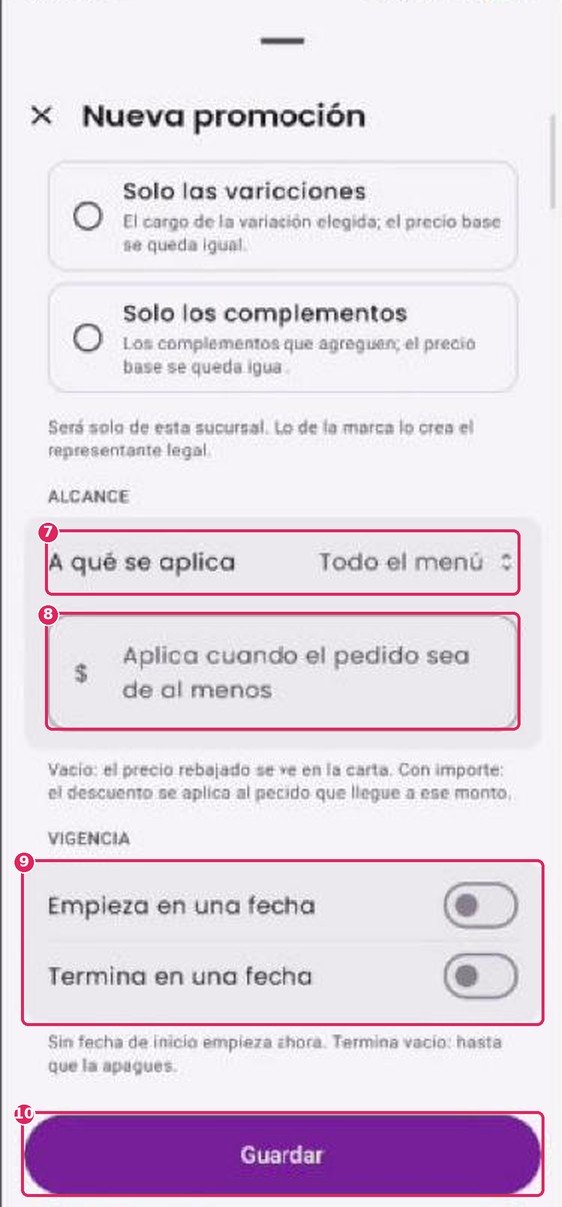 Nueva promoción
Solo las varicciones
El cargo de la variación elegida; el precio base
se queda igual.
Solo los complementos
Los complementos que agreguen; el precio
base se queda igua.
Será solo de esta sucursal. Lo de la marca lo crea el
representante legal.
ALCANCE
7
A qué se aplica Todo el menú
8
$ Aplica cuando el pedido sea
de al menos
Vacío: el precio rebajado se ve en la carta. Con importe:
el descuento se aplica al pecido que llegue a ese monto.
VIGENCIA
9
Empieza en una fecha
Termina en una fecha
Sin fecha de inicio empieza ahora. Termina vacío: hasta
que la apagues.
10
Guardar